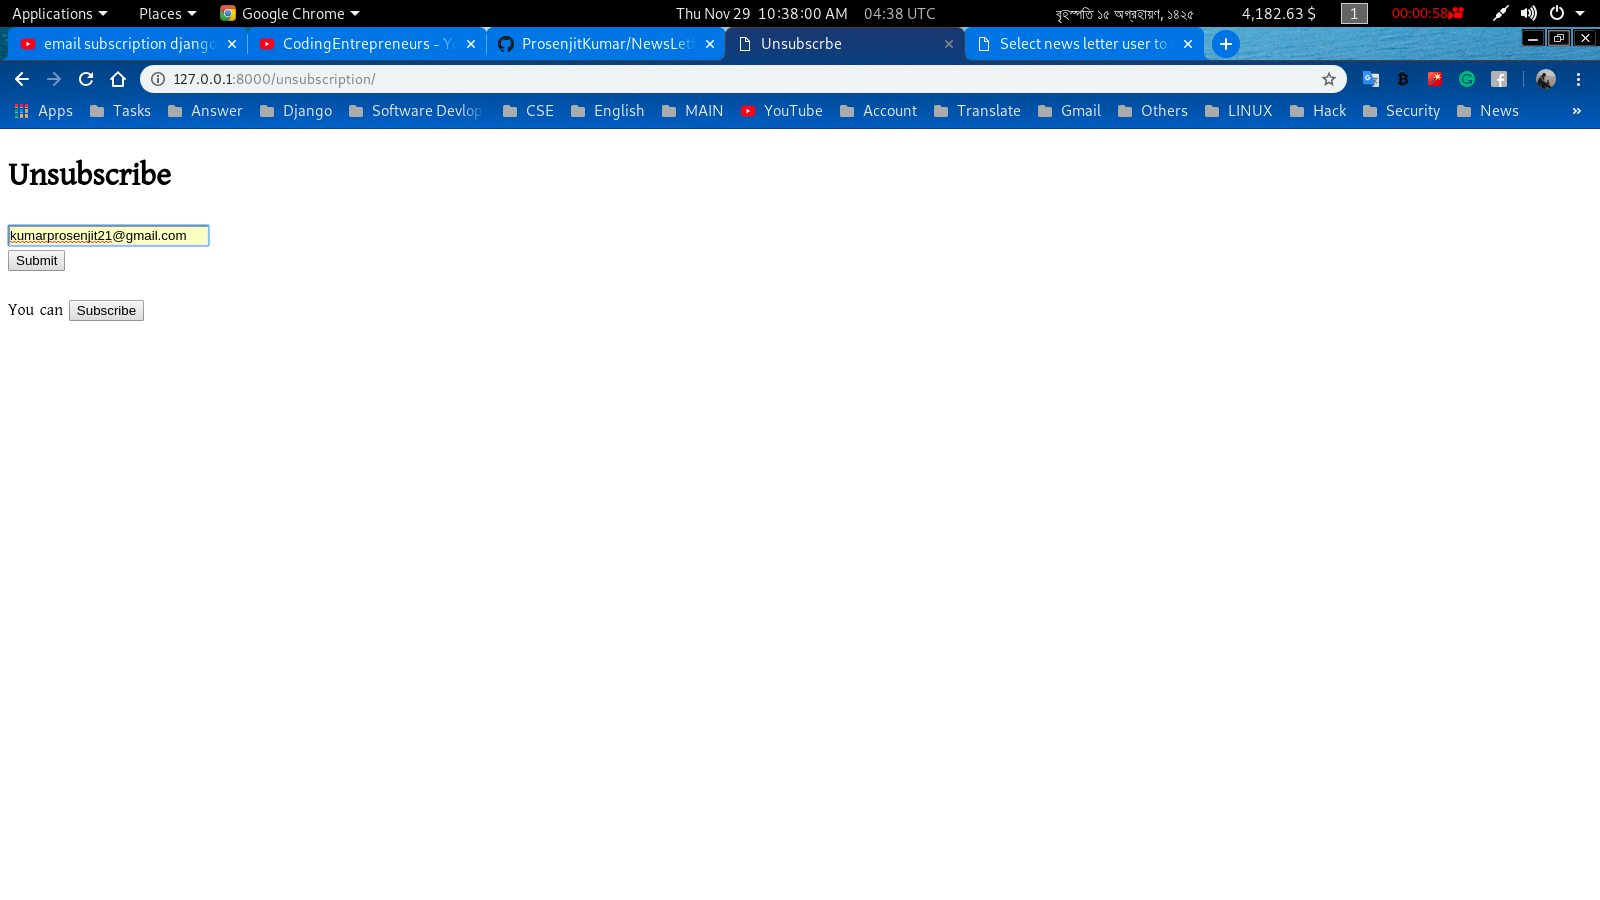 Applications Places Google Chrome Thu Nov 29 10:38:00 AM 04:38 UTC বৃহস্পতি ১৫ অগ্রহায়ণ, ১৪২৫ 4,182.63 $ 1 00:00:58
email subscription django CodingEntrepreneurs - Yo ProsenjitKumar/NewsLett Unsubscrbe Select news letter user to
127.0.0.1:8000/unsubscription/
Apps Tasks Answer Django Software Devlop CSE English MAIN YouTube Account Translate Gmail Others LINUX Hack Security News »
Unsubscribe
kumarprosenjit21@gmail.com
Submit
You can Subscribe